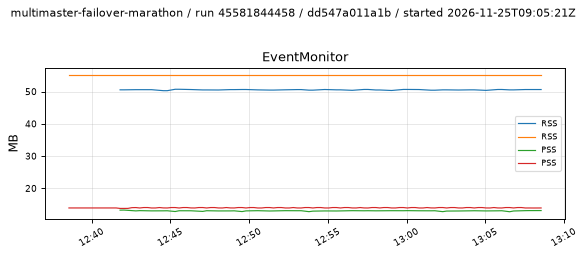 multimaster-failover-marathon / run 45581844458 / dd547a011a1b / started 2026-11-25T09:05:21Z
EventMonitor
MB
50
40
30
20
RSS
RSS
PSS
PSS
12:40
12:45
12:50
12:55
13:00
13:05
13:10